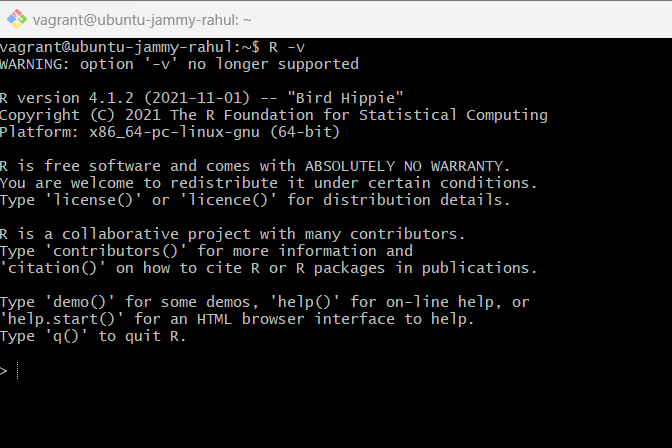 vagrant@ubuntu-jammy-rahul: ~
vagrant@ubuntu-jammy-rahul:~$ R -v
WARNING: option '-v' no longer supported
R version 4.1.2 (2021-11-01) -- "Bird Hippie"
Copyright (C) 2021 The R Foundation for Statistical Computing
Platform: x86_64-pc-linux-gnu (64-bit)
R is free software and comes with ABSOLUTELY NO WARRANTY.
You are welcome to redistribute it under certain conditions.
Type 'license()' or 'licence()' for distribution details.
R is a collaborative project with many contributors.
Type 'contributors()' for more information and
'citation()' on how to cite R or R packages in publications.
Type 'demo()' for some demos, 'help()' for on-line help, or
'help.start()' for an HTML browser interface to help.
Type 'q()' to quit R.
>